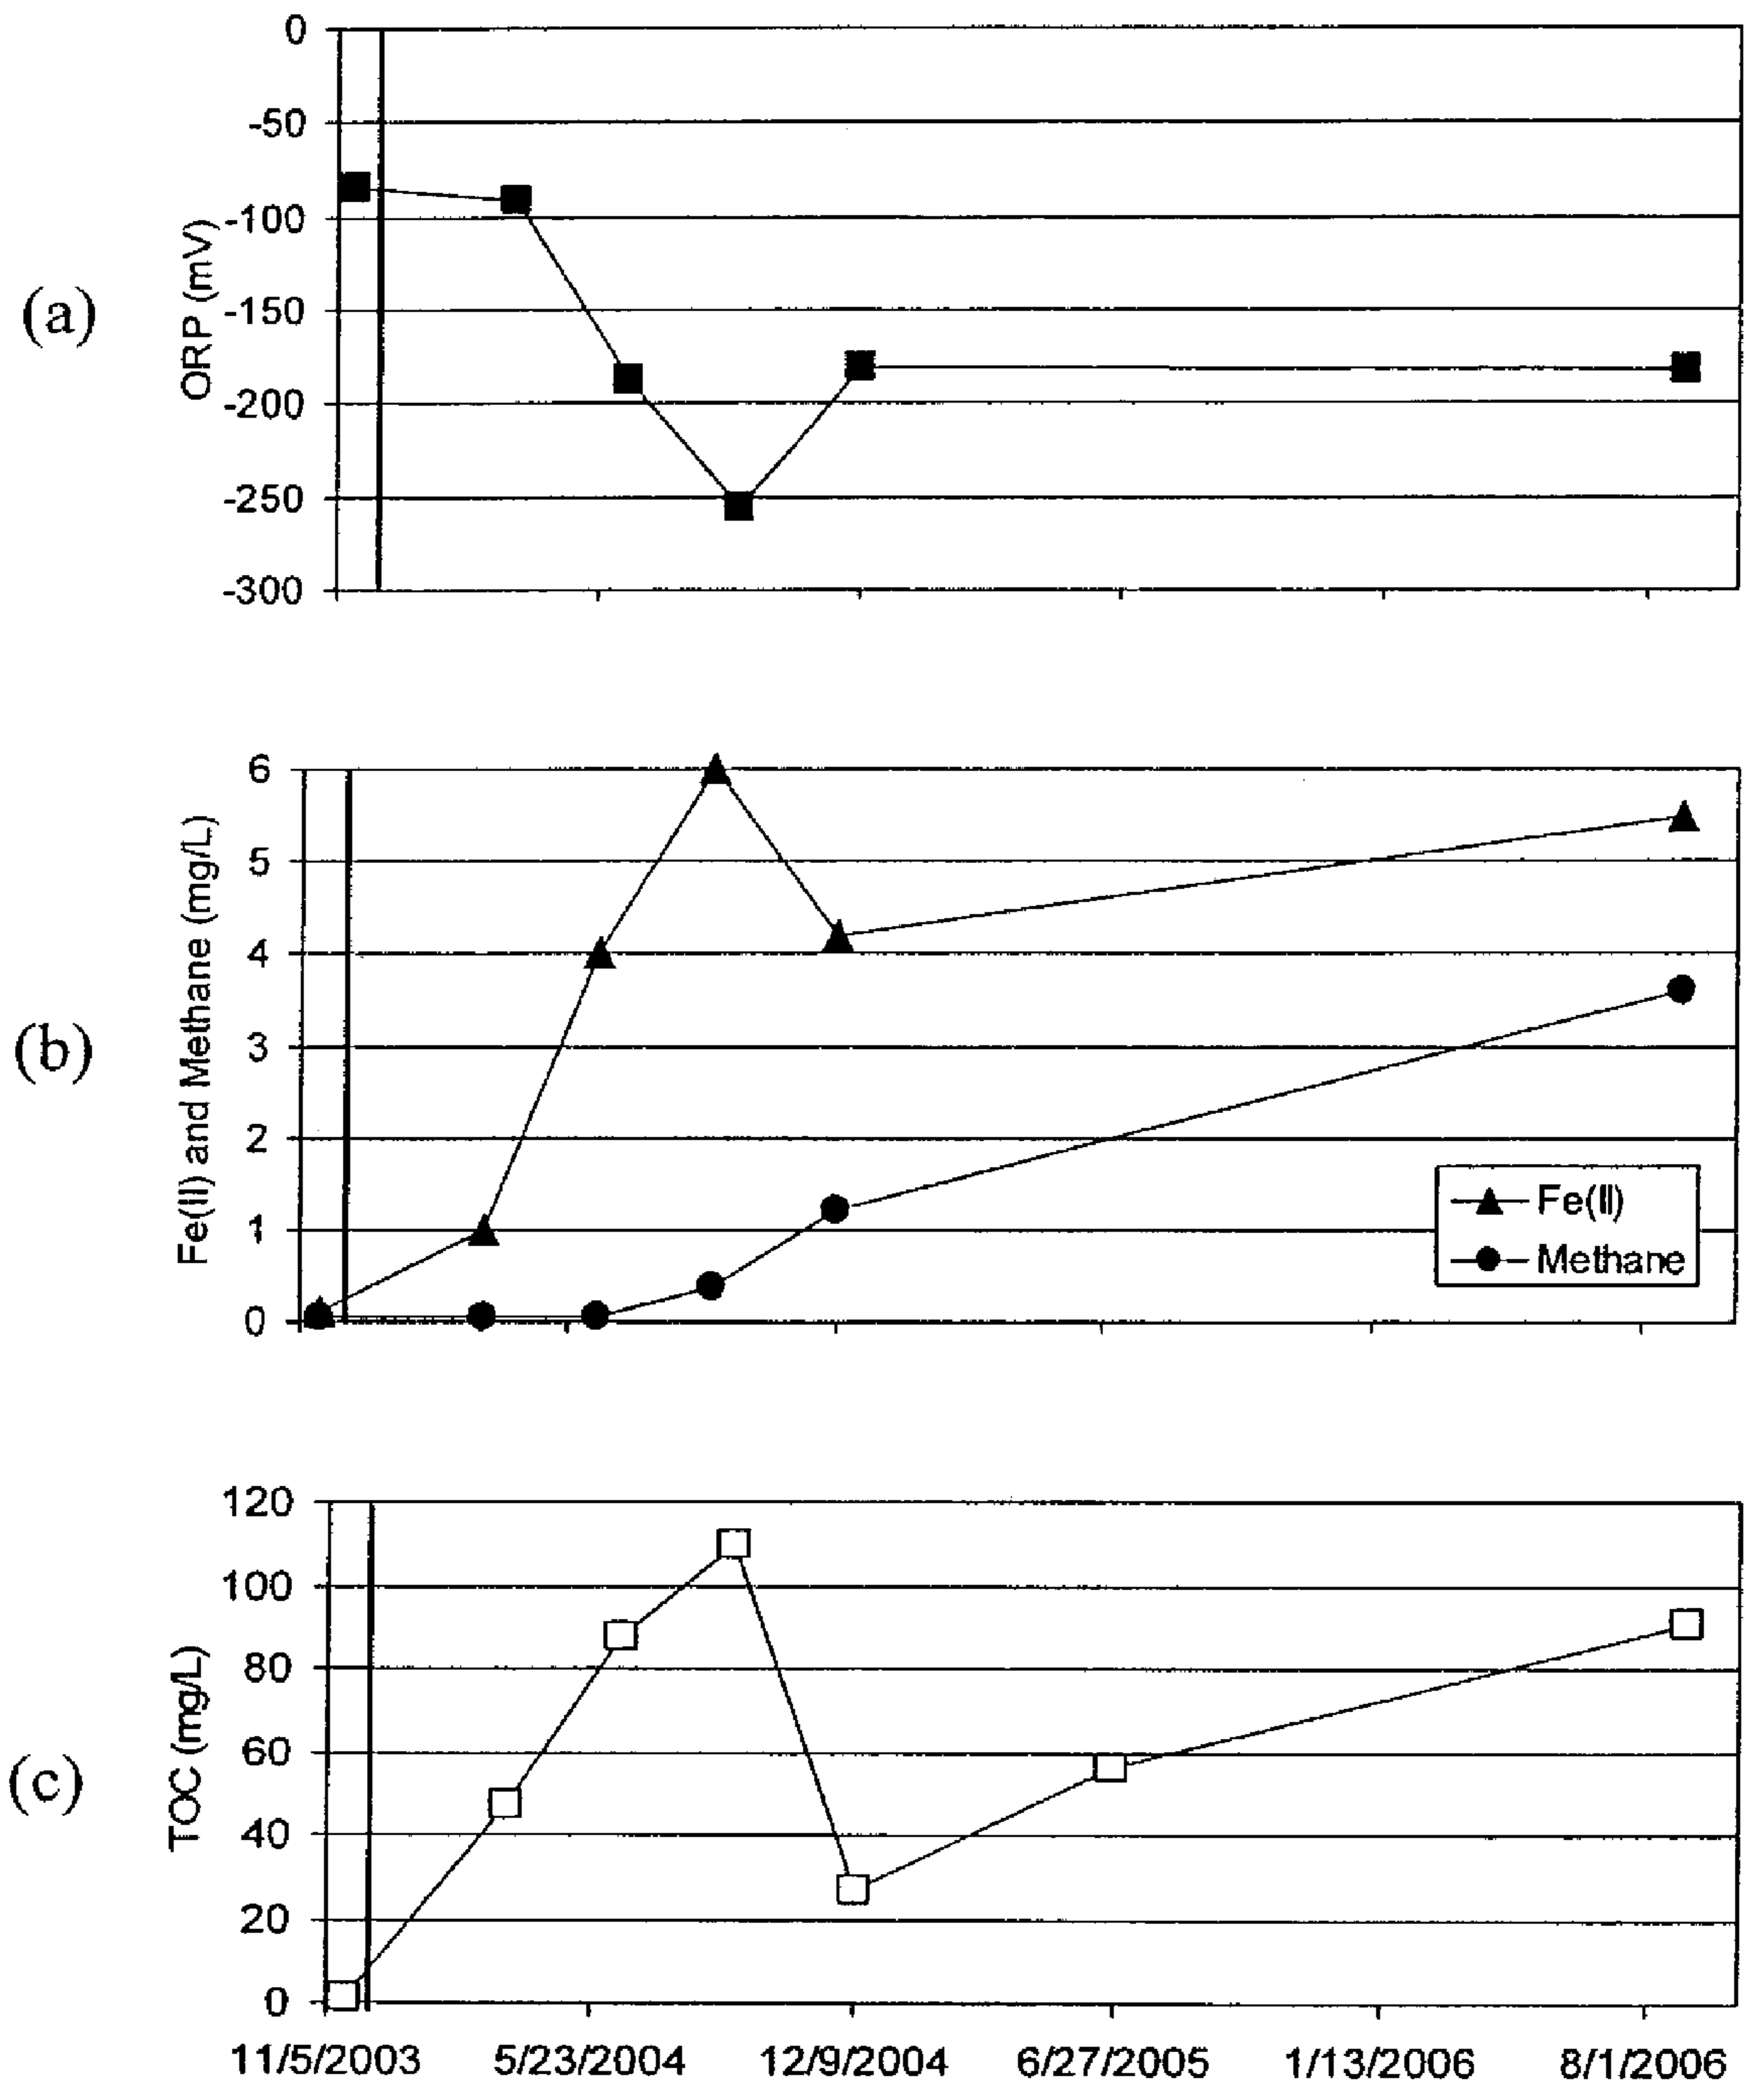 (a)
ORP (mV)
0
-50
-100
-150
-200
-250
-300
(b)
Fe(II) and Methane (mg/L)
6
5
4
3
2
1
0
Fe(II)
Methane
(c)
TOC (mg/L)
120
100
80
60
40
20
0
11/5/2003 5/23/2004 12/9/2004 6/27/2005 1/13/2006 8/1/2006